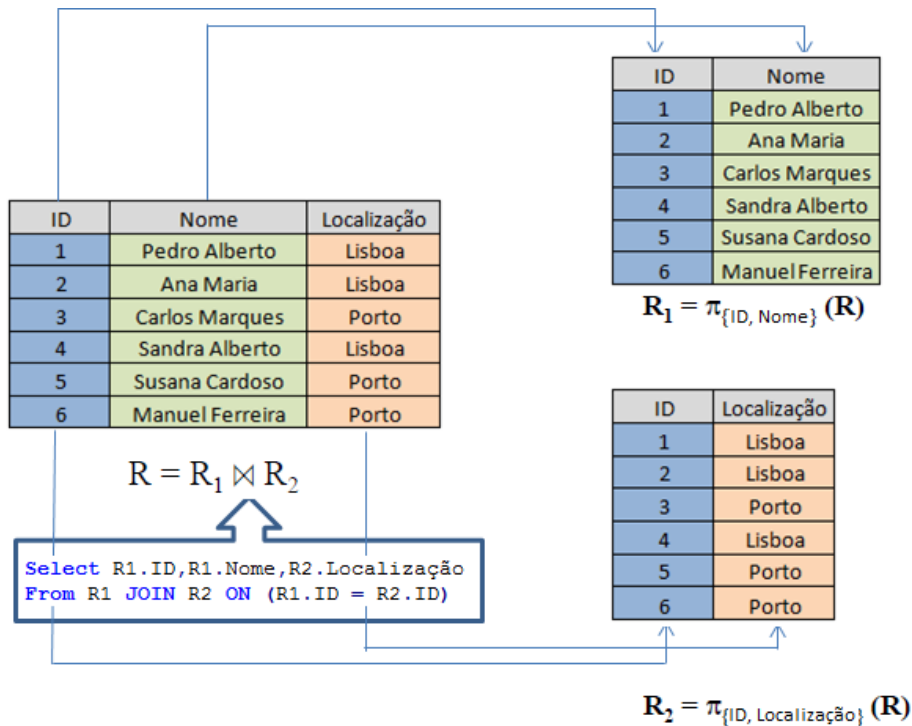 ID Nome
1 Pedro Alberto
2 Ana Maria
3 Carlos Marques
4 Sandra Alberto
5 Susana Cardoso
6 Manuel Ferreira
R₁ = π{ID, Nome} (R)
ID Nome Localização
1 Pedro Alberto Lisboa
2 Ana Maria Lisboa
3 Carlos Marques Porto
4 Sandra Alberto Lisboa
5 Susana Cardoso Porto
6 Manuel Ferreira Porto
R = R₁ ⋈ R₂
Select R1.ID,R1.Nome,R2.Localização
From R1 JOIN R2 ON (R1.ID = R2.ID)
ID Localização
1 Lisboa
2 Lisboa
3 Porto
4 Lisboa
5 Porto
6 Porto
R₂ = π{ID, Localização} (R)